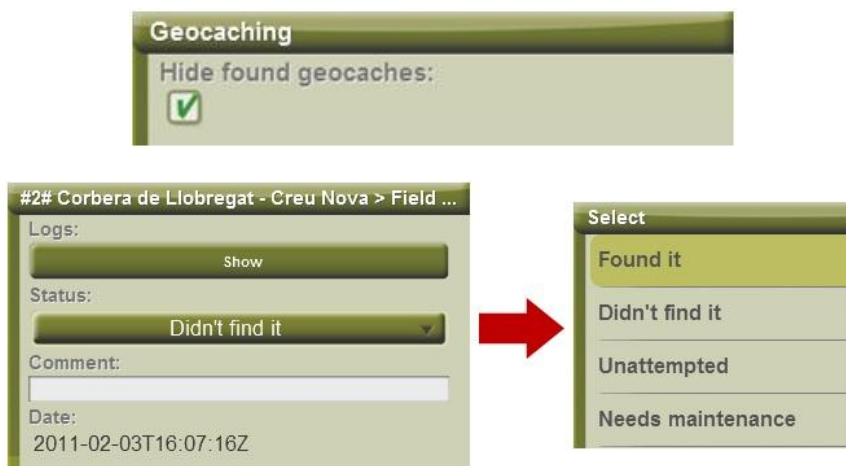 Geocaching
Hide found geocaches:
#2# Corbera de Llobregat - Creu Nova > Field ...
Logs:
Show
Status:
Didn't find it
Comment:
Date:
2011-02-03T16:07:16Z
Select
Found it
Didn't find it
Unattempted
Needs maintenance